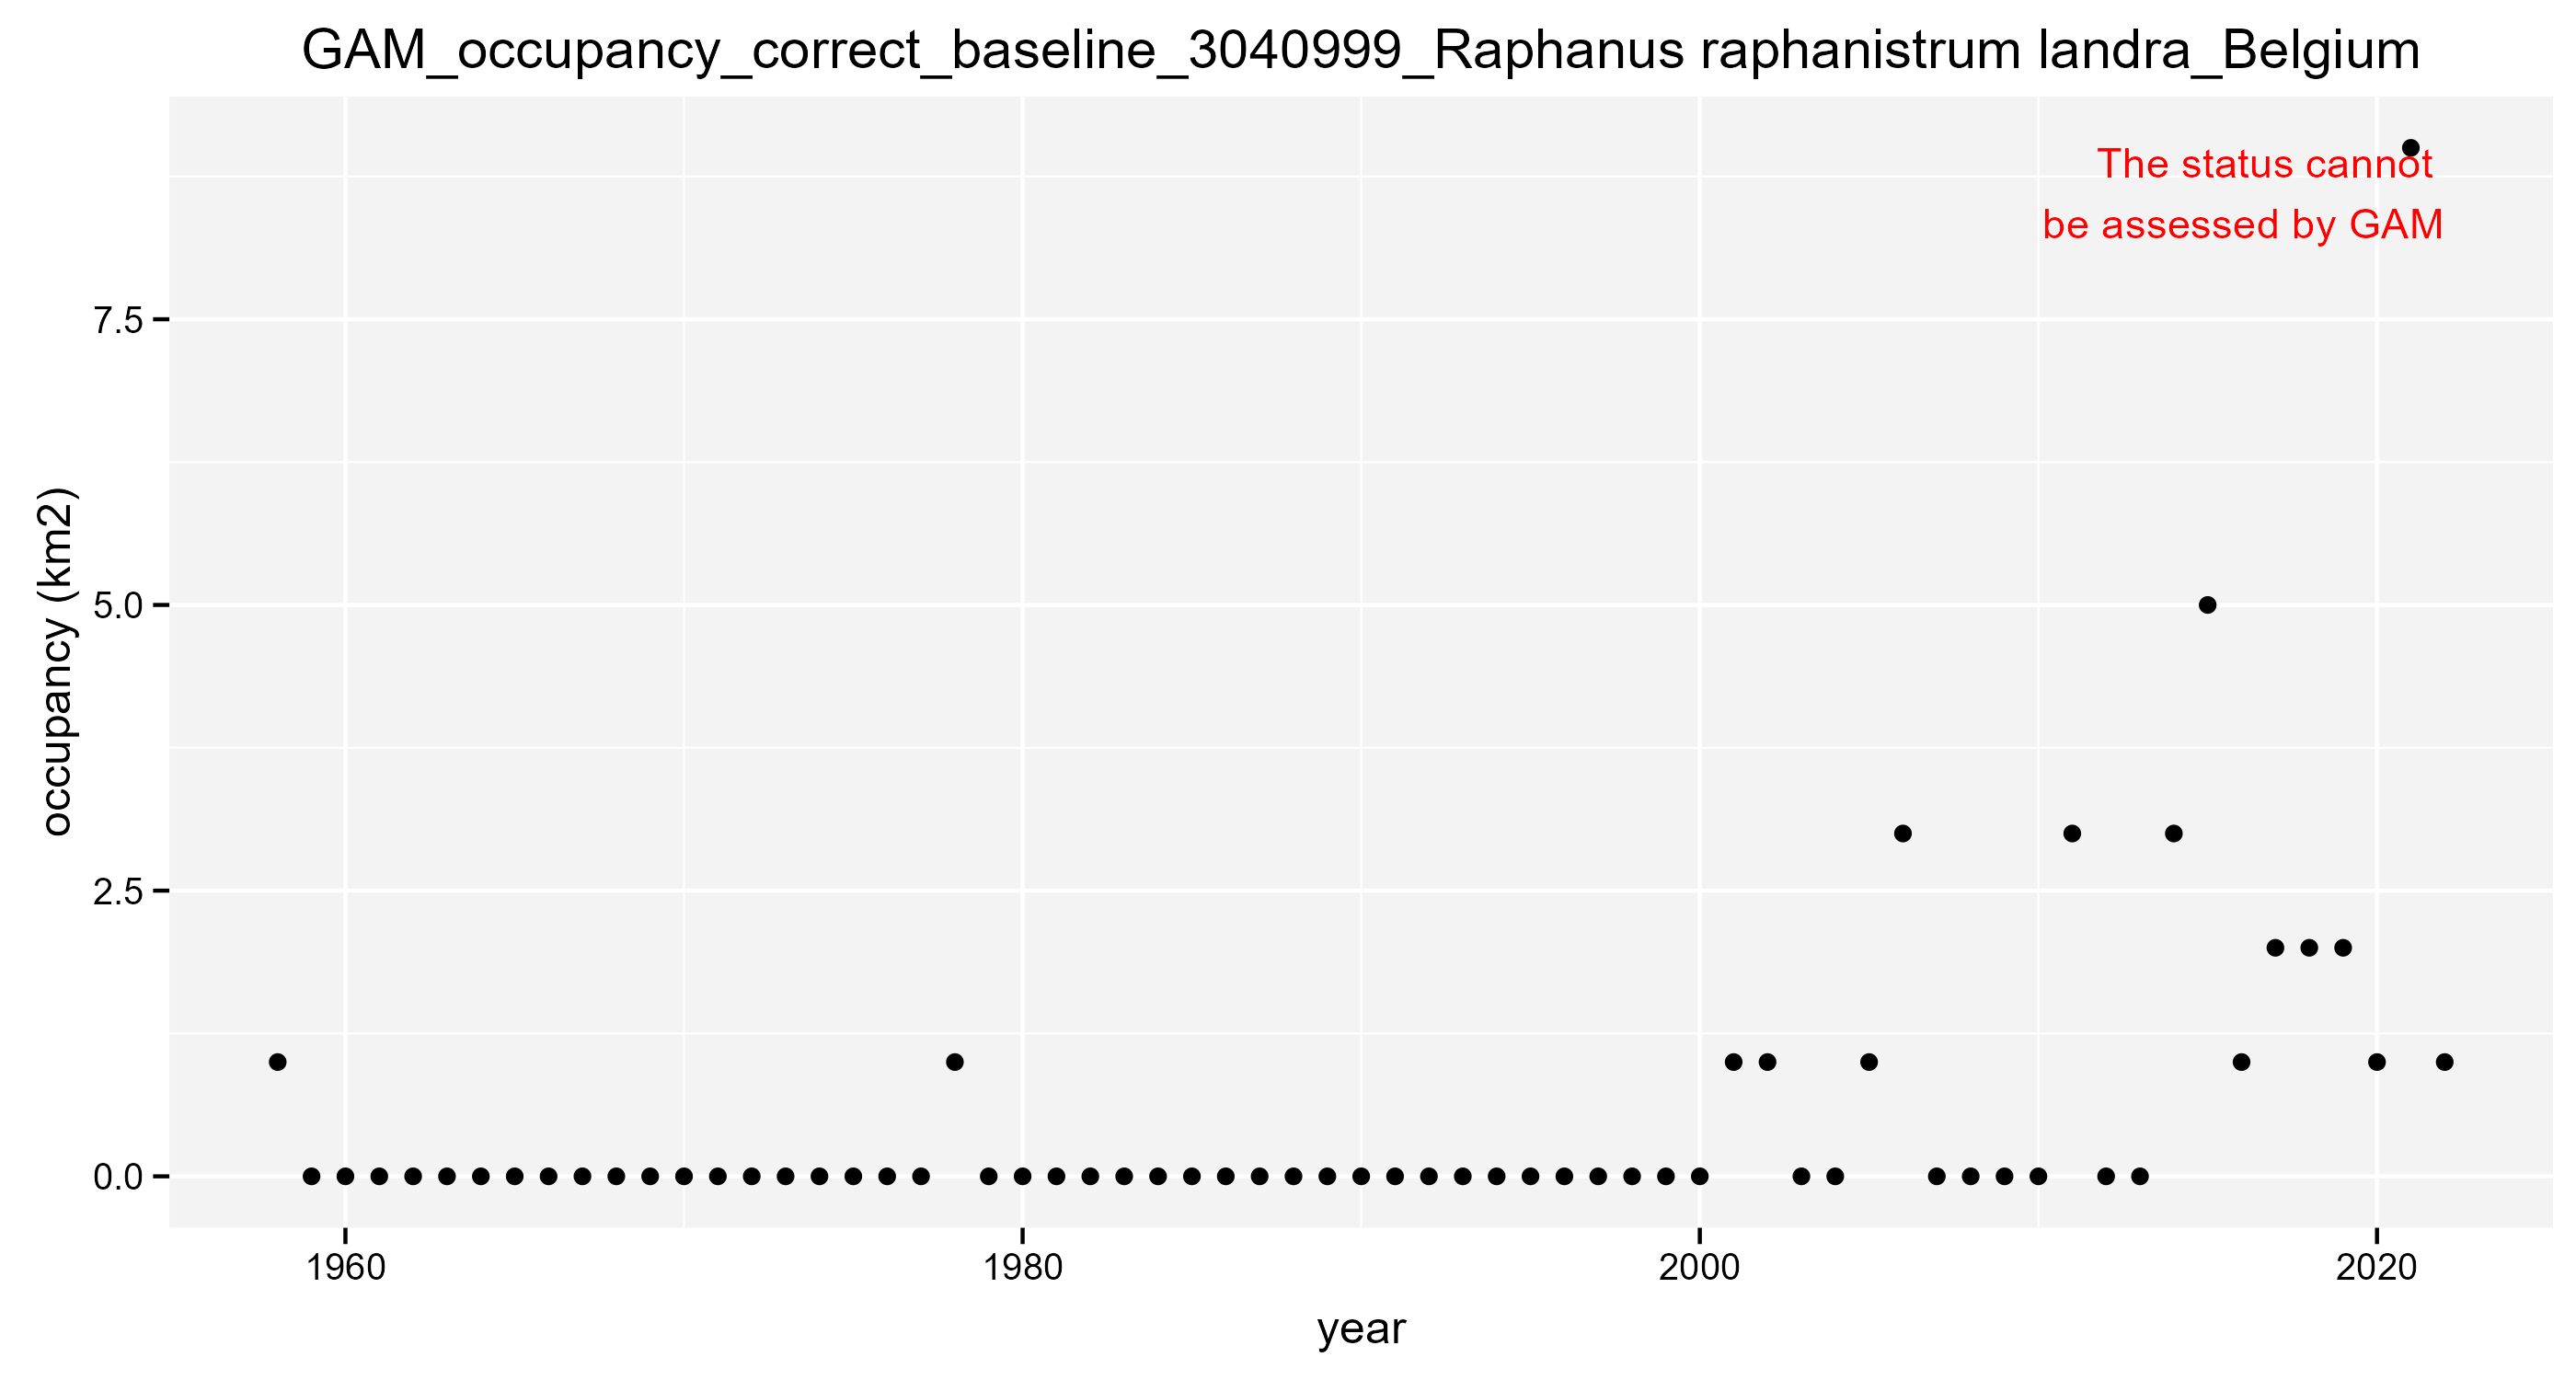 GAM_occupancy_correct_baseline_3040999_Raphanus raphanistrum landra_Belgium
The status cannot
be assessed by GAM
7.5
5.0
2.5
0.0
occupancy (km2)
1960 1980 2000 2020
year